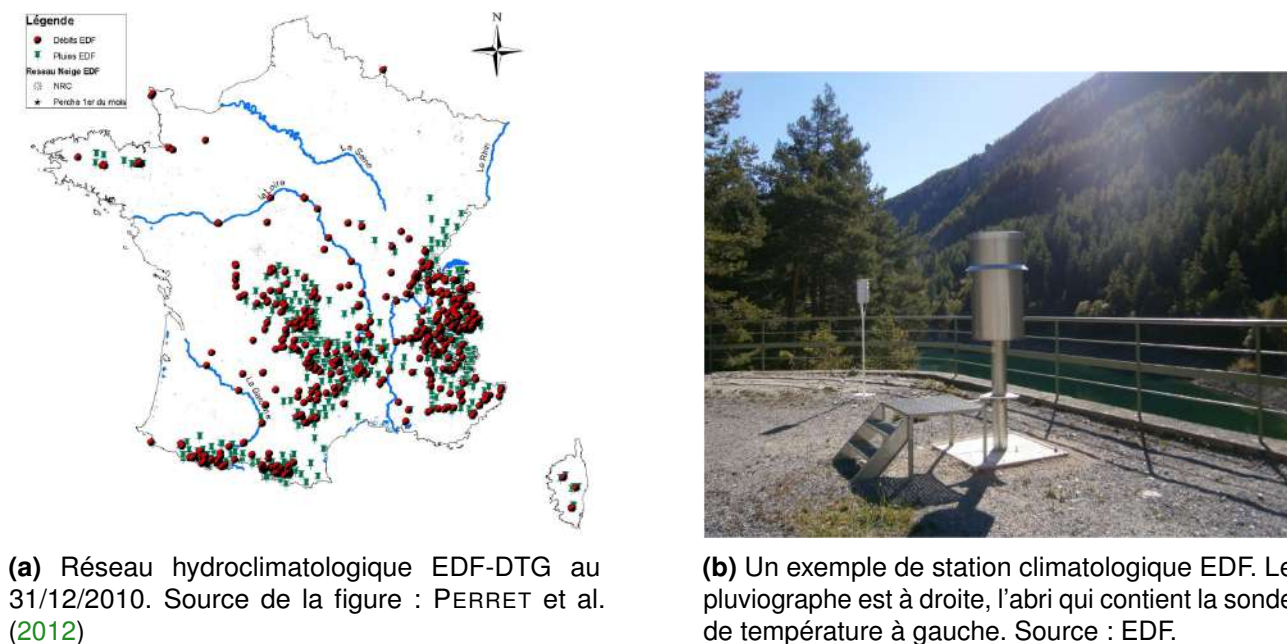 Légende
Débits EDF
Pluies EDF
Reseau Neige EDF
NRC
Perche 1er du mois
N
La Seine
Le Rhin
la Loire
La Garonne
(a) Réseau hydroclimatologique EDF-DTG au
31/12/2010. Source de la figure : PERRET et al.
(2012)
(b) Un exemple de station climatologique EDF. Le
pluviographe est à droite, l'abri qui contient la sonde
de température à gauche. Source : EDF.